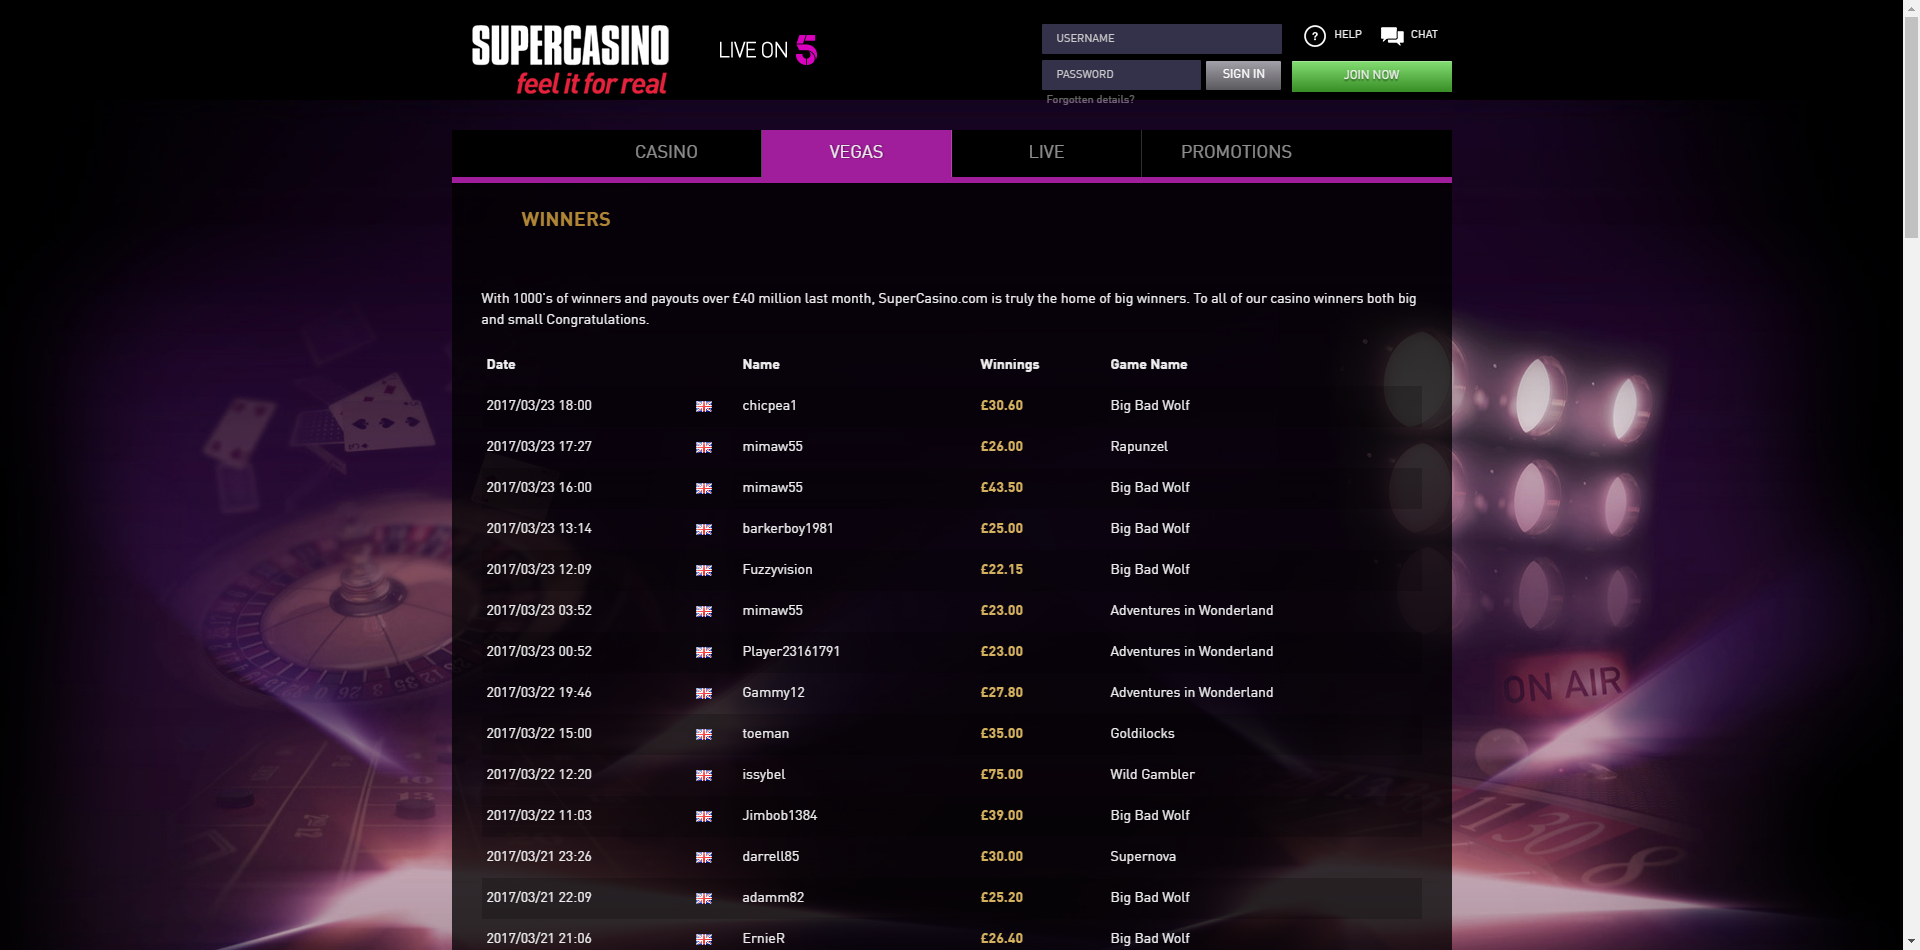 SUPERCASINO
feel it for real
LIVE ON 5
USERNAME
HELP
CHAT
PASSWORD
SIGN IN
JOIN NOW
Forgotten details?
CASINO
VEGAS
LIVE
PROMOTIONS
WINNERS
With 1000's of winners and payouts over £40 million last month, SuperCasino.com is truly the home of big winners. To all of our casino winners both big
and small Congratulations.
Date Name Winnings Game Name
2017/03/23 18:00 chicpea1 £30.60 Big Bad Wolf
2017/03/23 17:27 mimaw55 £26.00 Rapunzel
2017/03/23 16:00 mimaw55 £43.50 Big Bad Wolf
2017/03/23 13:14 barkerboy1981 £25.00 Big Bad Wolf
2017/03/23 12:09 Fuzzyvision £22.15 Big Bad Wolf
2017/03/23 03:52 mimaw55 £23.00 Adventures in Wonderland
2017/03/23 00:52 Player23161791 £23.00 Adventures in Wonderland
2017/03/22 19:46 Gammy12 £27.80 Adventures in Wonderland
2017/03/22 15:00 toeman £35.00 Goldilocks
2017/03/22 12:20 issybel £75.00 Wild Gambler
2017/03/22 11:03 Jimbob1384 £39.00 Big Bad Wolf
2017/03/21 23:26 darrell85 £30.00 Supernova
2017/03/21 22:09 adamm82 £25.20 Big Bad Wolf
2017/03/21 21:06 ErnieR £26.40 Big Bad Wolf
ON AIR